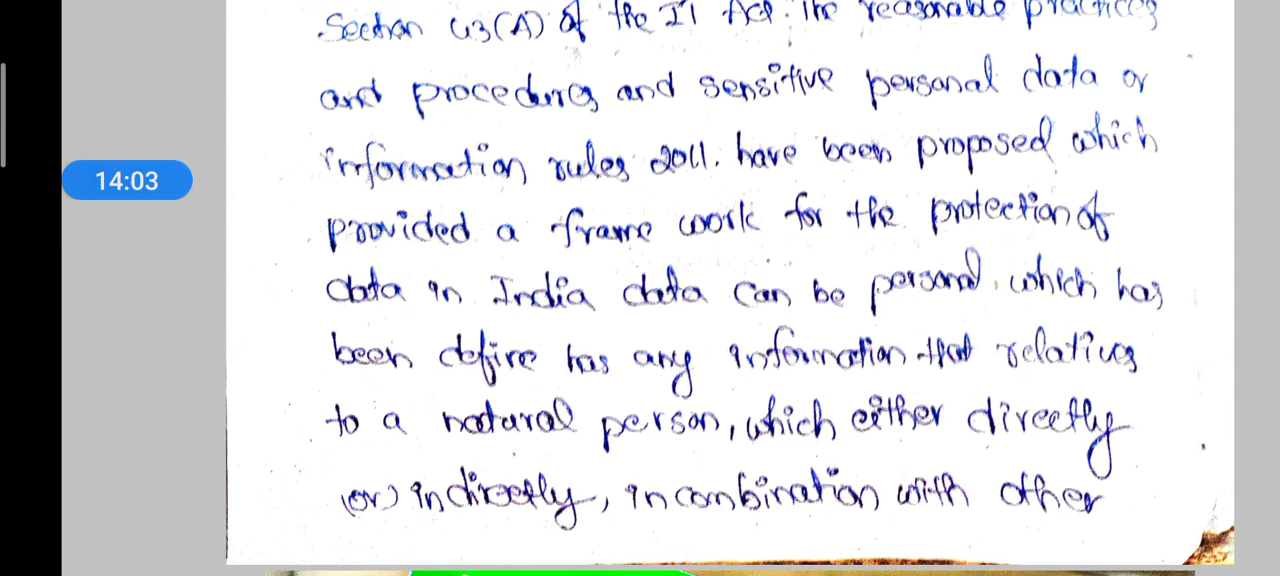 Section 43(A) of the IT Act. The reasonable practices
and procedures and sensitive personal data or
information rules 2011. have been proposed which
14:03
provided a frame work for the protection of
data in India data can be personal. which has
been define has any information that relatives
to a natural person, which either directly
(or) indirectly, in combination with other